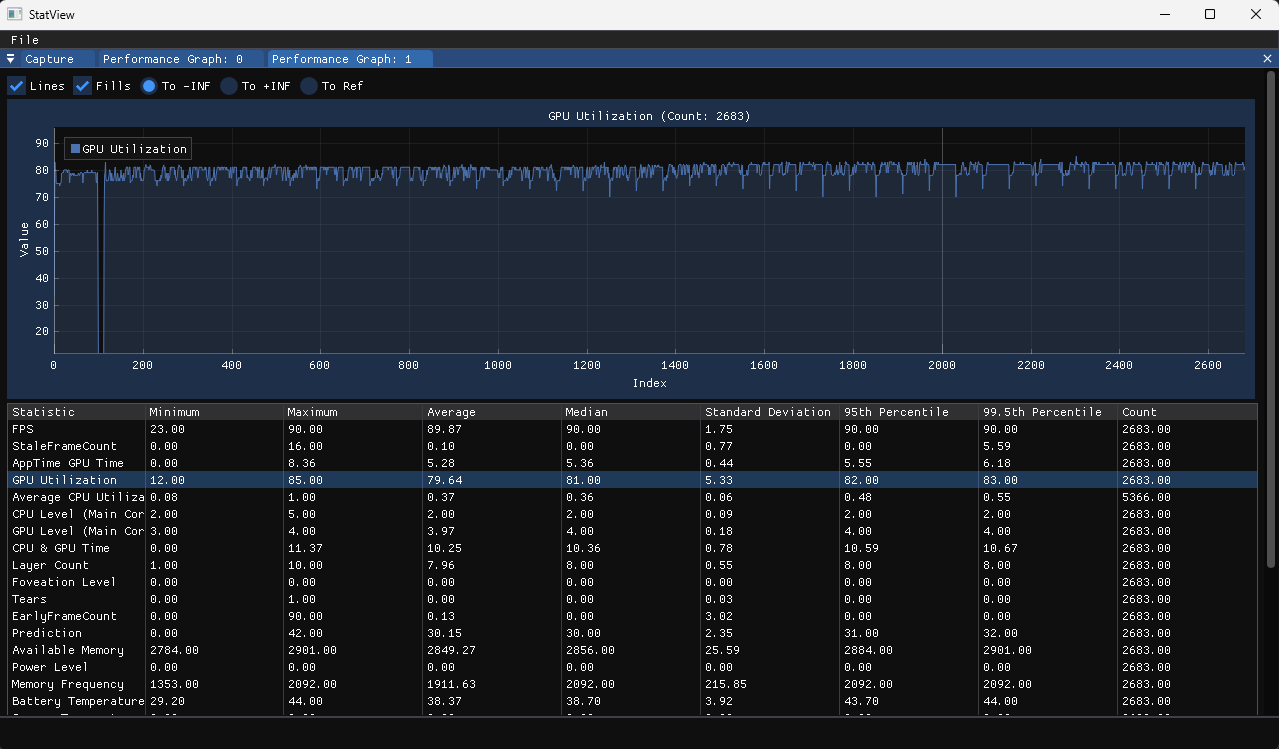 StatView
File
Capture Performance Graph: 0 Performance Graph: 1
Lines Fills To -INF To +INF To Ref
GPU Utilization (Count: 2683)
GPU Utilization
90
80
70
60
50
40
30
20
Value
0 200 400 600 800 1000 1200 1400 1600 1800 2000 2200 2400 2600
Index
Statistic Minimum Maximum Average Median Standard Deviation 95th Percentile 99.5th Percentile Count
FPS 23.00 90.00 89.87 90.00 1.75 90.00 90.00 2683.00
StaleFrameCount 0.00 16.00 0.10 0.00 0.77 0.00 5.59 2683.00
AppTime GPU Time 0.00 8.36 5.28 5.36 0.44 5.55 6.18 2683.00
GPU Utilization 12.00 85.00 79.64 81.00 5.33 82.00 83.00 2683.00
Average CPU Utiliza 0.08 1.00 0.37 0.36 0.06 0.48 0.55 5366.00
CPU Level (Main Cor 2.00 5.00 2.00 2.00 0.09 2.00 2.00 2683.00
GPU Level (Main Cor 3.00 4.00 3.97 4.00 0.18 4.00 4.00 2683.00
CPU & GPU Time 0.00 11.37 10.25 10.36 0.78 10.59 10.67 2683.00
Layer Count 1.00 10.00 7.96 8.00 0.55 8.00 8.00 2683.00
Foveation Level 0.00 0.00 0.00 0.00 0.00 0.00 0.00 2683.00
Tears 0.00 1.00 0.00 0.00 0.03 0.00 0.00 2683.00
EarlyFrameCount 0.00 90.00 0.13 0.00 3.02 0.00 0.00 2683.00
Prediction 0.00 42.00 30.15 30.00 2.35 31.00 32.00 2683.00
Available Memory 2784.00 2901.00 2849.27 2856.00 25.59 2884.00 2901.00 2683.00
Power Level 0.00 0.00 0.00 0.00 0.00 0.00 0.00 2683.00
Memory Frequency 1353.00 2092.00 1911.63 2092.00 215.85 2092.00 2092.00 2683.00
Battery Temperature 29.20 44.00 38.37 38.70 3.92 43.70 44.00 2683.00